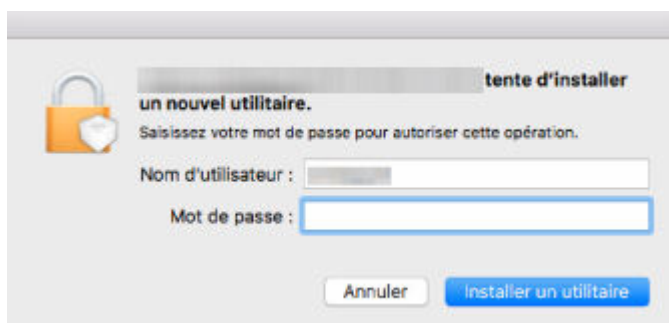 tente d'installer
un nouvel utilitaire.
Saisissez votre mot de passe pour autoriser cette opération.
Nom d'utilisateur :
Mot de passe :
Annuler Installer un utilitaire